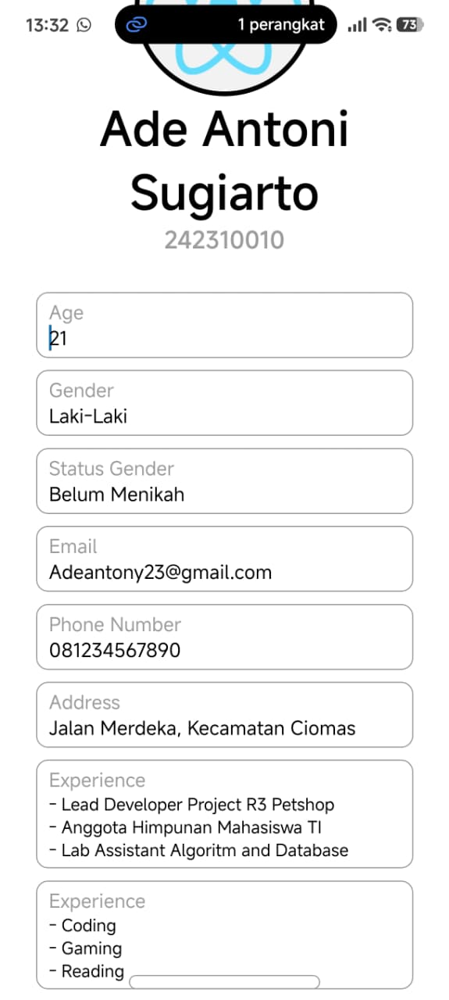 13:32 1 perangkat 73
Ade Antoni
Sugiarto
242310010
Age
21
Gender
Laki-Laki
Status Gender
Belum Menikah
Email
Adeantony23@gmail.com
Phone Number
081234567890
Address
Jalan Merdeka, Kecamatan Ciomas
Experience
- Lead Developer Project R3 Petshop
- Anggota Himpunan Mahasiswa TI
- Lab Assistant Algoritm and Database
Experience
- Coding
- Gaming
- Reading